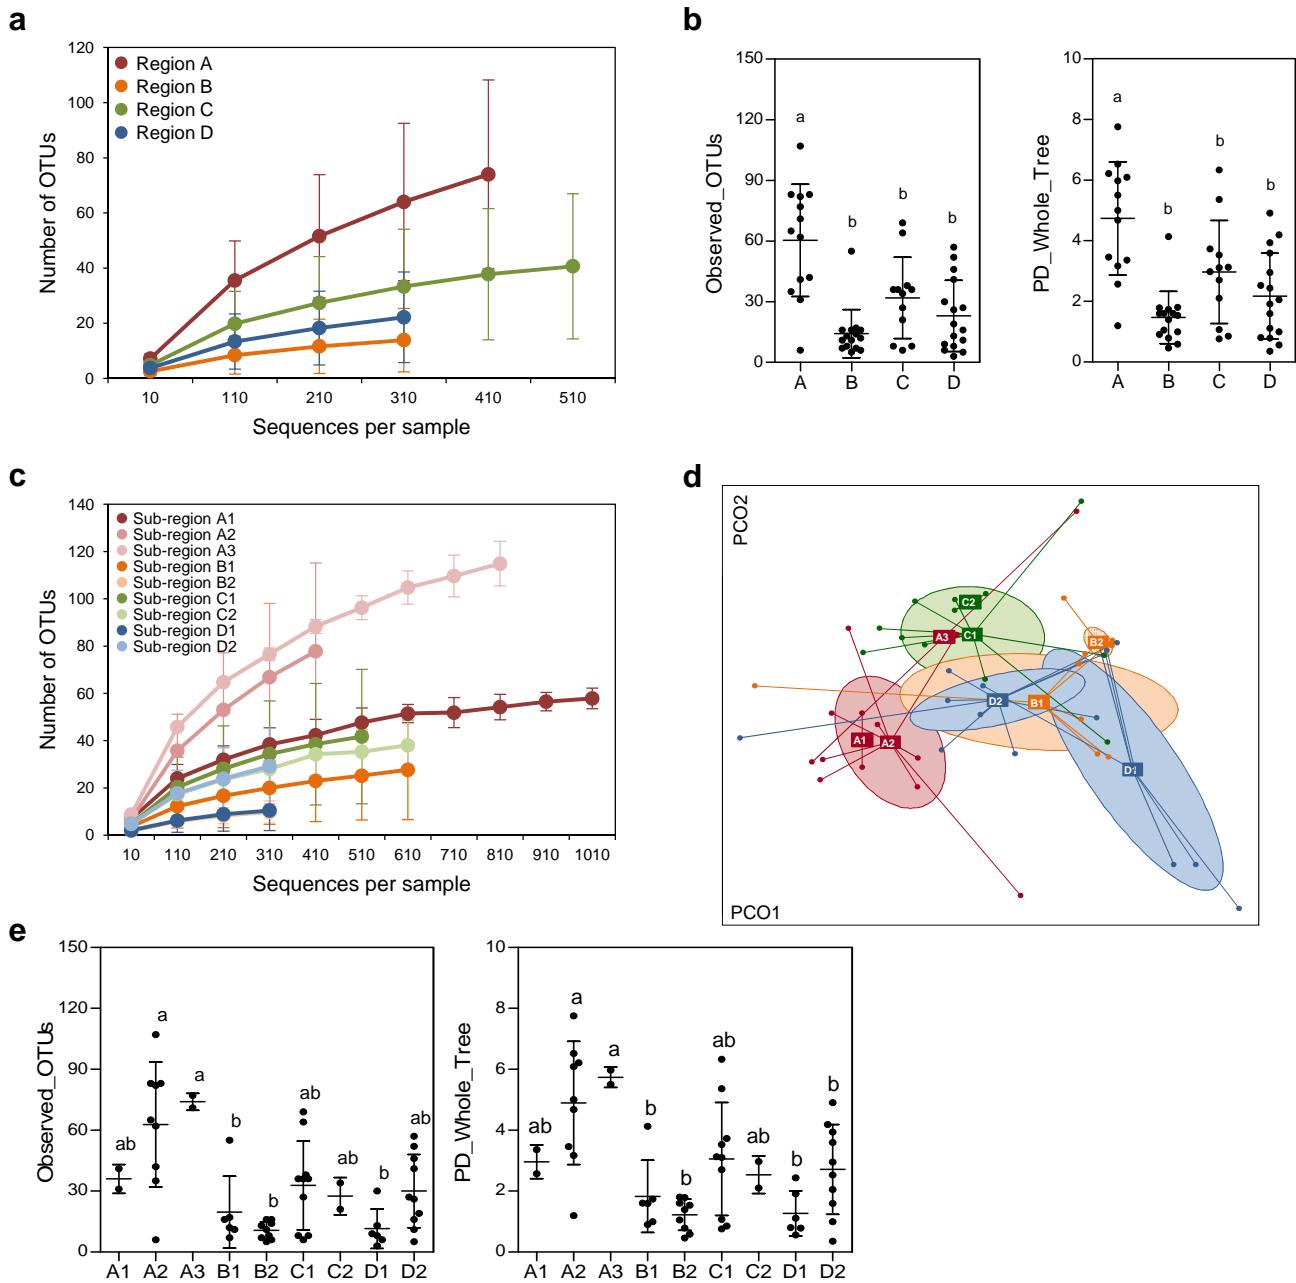 a
120
100
80
60
40
20
0
Number of OTUs
Region A
Region B
Region C
Region D
10 110 210 310 410 510
Sequences per sample
b
150
120
90
60
30
0
Observed_OTUs
a
b
b
b
A B C D
10
8
6
4
2
0
PD_Whole_Tree
a
b
b
b
A B C D
c
140
120
100
80
60
40
20
0
Number of OTUs
Sub-region A1
Sub-region A2
Sub-region A3
Sub-region B1
Sub-region B2
Sub-region C1
Sub-region C2
Sub-region D1
Sub-region D2
10 110 210 310 410 510 610 710 810 910 1010
Sequences per sample
d
PCO2
C2
A3 C1
B2
D2 B1
A1 A2
D1
PCO1
e
150
120
90
60
30
0
Observed_OTUs
ab
a
a
b
b
ab
ab
b
ab
A1 A2 A3 B1 B2 C1 C2 D1 D2
10
8
6
4
2
0
PD_Whole_Tree
ab
a
a
b
b
ab
ab
b
b
A1 A2 A3 B1 B2 C1 C2 D1 D2